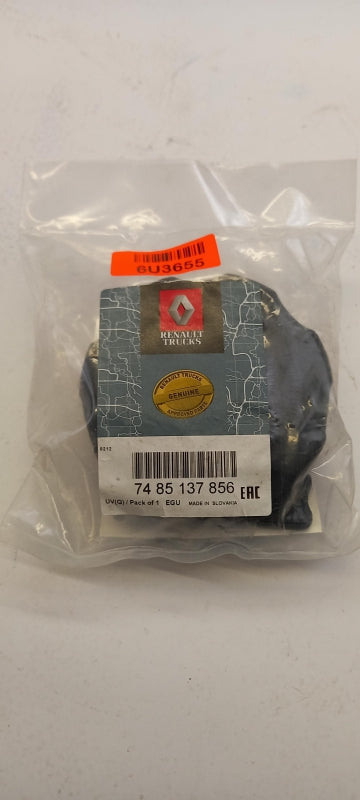 6U3655
RENAULT
TRUCKS
RENAULT TRUCKS
GENUINE
APPROVED PARTS
0212
74 85 137 856 EAC
UV(Q) / Pack of 1 EGU MADE IN SLOVAKIA